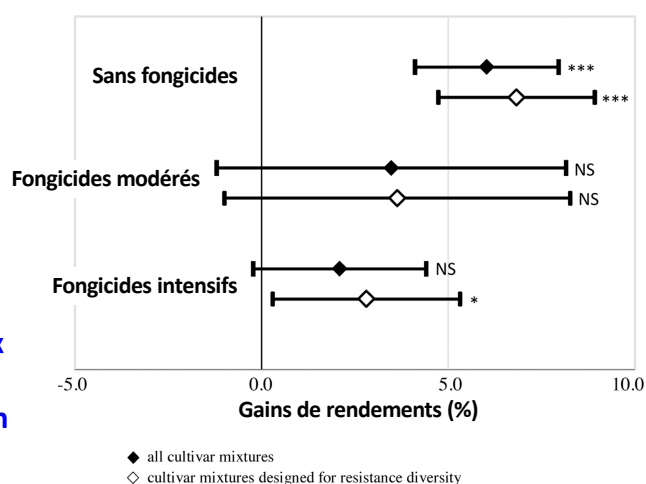 Sans fongicides
***
***
Fongicides modérés
NS
NS
Fongicides intensifs
NS
*
x
n
-5.0 0.0 5.0 10.0
Gains de rendements (%)
all cultivar mixtures
cultivar mixtures designed for resistance diversity